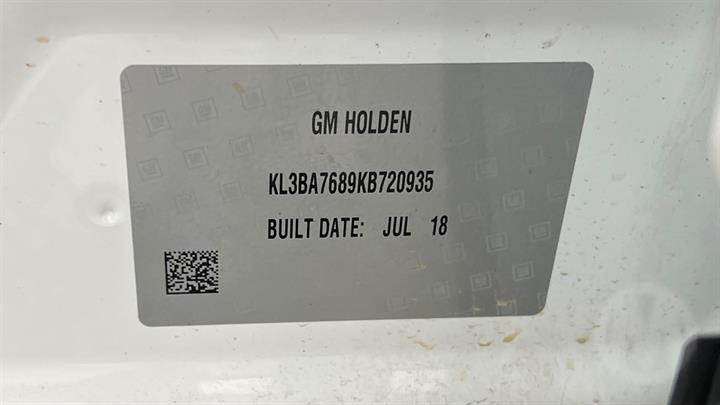 GM HOLDEN
KL3BA7689KB720935
BUILT DATE: JUL 18